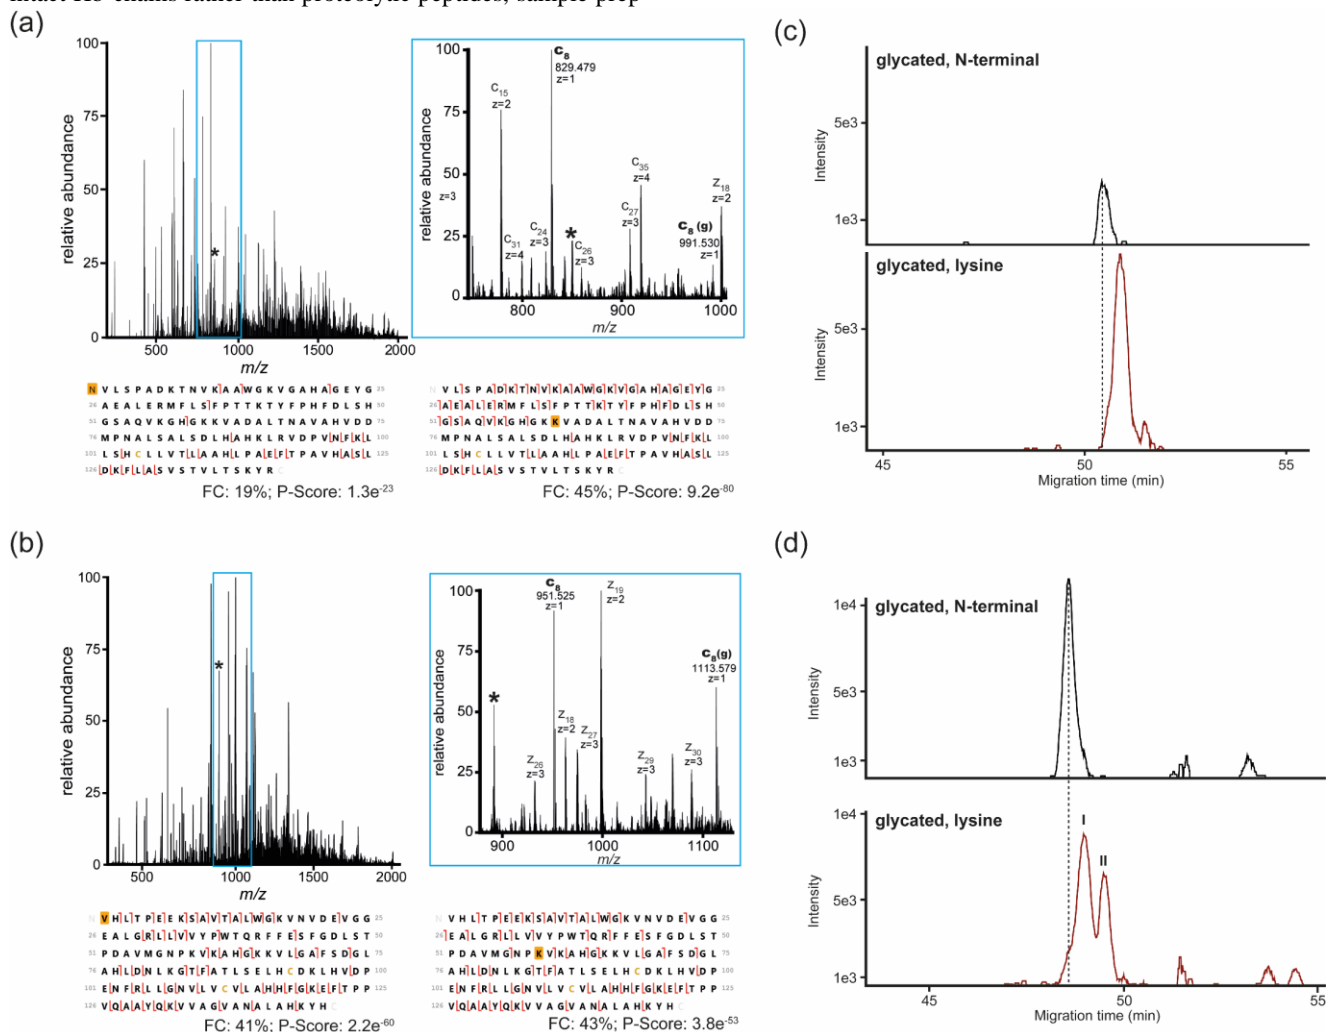 intact Hb chains rather than proteolytic peptides, sample prep
(a)
100
75
50
25
0
relative abundance
*
500
1000
1500
2000
m/z
100
75
50
25
0
relative abundance
z=3
C15
z=2
C8
829.479
z=1
C31
z=4
C24
z=3
*
C26
z=3
C27
z=3
C35
z=4
C8 (g)
991.530
z=1
Z18
z=2
800
900
1000
m/z
N V L S P A D K T N V K A A W G K V G A H A G E Y G 25
26 A E A L E R M F L S F P T T K T Y F P H F D L S H
51 G S A Q V K G H G K K V A D A L T N A V A H V D D
76 M P N A L S A L S D L H A H K L R V D P V N F K L 100
101 L S H C L L V T L A A H L P A E F T P A V H A S L 125
126 D K F L A S V S T V L T S K Y R C
FC: 19%; P-Score: 1.3e-23
N V L S P A D K T N V K A A W G K V G A H A G E Y G 25
26 A E A L E R M F L S F P T T K T Y F P H F D L S H 50
51 G S A Q V K G H G K K V A D A L T N A V A H V D D 75
76 M P N A L S A L S D L H A H K L R V D P V N F K L 100
101 L S H C L L V T L A A H L P A E F T P A V H A S L 125
126 D K F L A S V S T V L T S K Y R C
FC: 45%; P-Score: 9.2e-80
(c)
glycated, N-terminal
5e3
1e3
Intensity
glycated, lysine
5e3
1e3
Intensity
45
50
55
Migration time (min)
(b)
100
75
50
25
0
relative abundance
*
500
1000
1500
2000
m/z
100
75
50
25
0
relative abundance
*
Z26
z=3
C8
951.525
z=1
Z18
z=2
Z27
z=3
Z19
z=2
Z29
z=3
Z30
z=3
C8(g)
1113.579
z=1
900
1000
1100
m/z
N V H L T P E E K S A V T A L W G K V N V D E V G G 25
26 E A L G R L L V V Y P W T Q R F F E S F G D L S T 50
51 P D A V M G N P K V K A H G K K V L G A F S D G L 75
76 A H L D N L K G T F A T L S E L H C D K L H V D P 100
101 E N F R L L G N V L V C V L A H H F G K E F T P P 125
126 V Q A A Y Q K V V A G V A N A L A H K Y H C
FC: 41%; P-Score: 2.2e-60
N V H L T P E E K S A V T A L W G K V N V D E V G G 25
26 E A L G R L L V V Y P W T Q R F F E S F G D L S T 50
51 P D A V M G N P K V K A H G K K V L G A F S D G L 75
76 A H L D N L K G T F A T L S E L H C D K L H V D P 100
101 E N F R L L G N V L V C V L A H H F G K E F T P P 125
126 V Q A A Y Q K V V A G V A N A L A H K Y H C
FC: 43%; P-Score: 3.8e-53
(d)
glycated, N-terminal
1e4
5e3
1e3
Intensity
glycated, lysine
I
II
1e4
5e3
1e3
Intensity
45
50
55
Migration time (min)